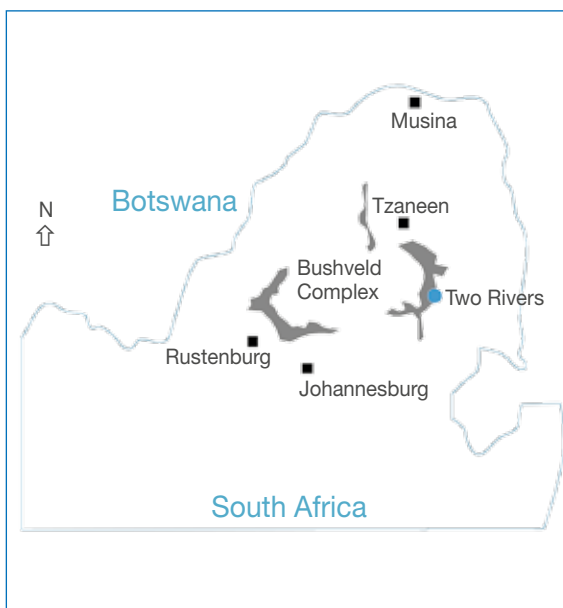 Musina
Botswana
Tzaneen
N
Bushveld
Complex
Two Rivers
Rustenburg
Johannesburg
South Africa